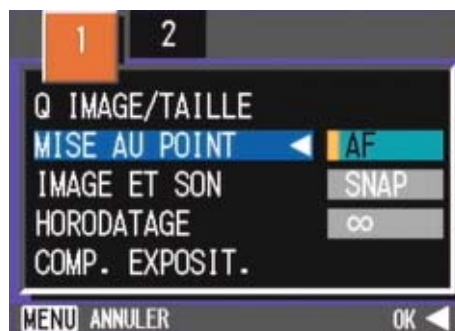 1 2
Q IMAGE/TAILLE
MISE AU POINT ◀ AF
IMAGE ET SON SNAP
HORODATAGE ∞
COMP. EXPOSIT.
MENU ANNULER OK ◀